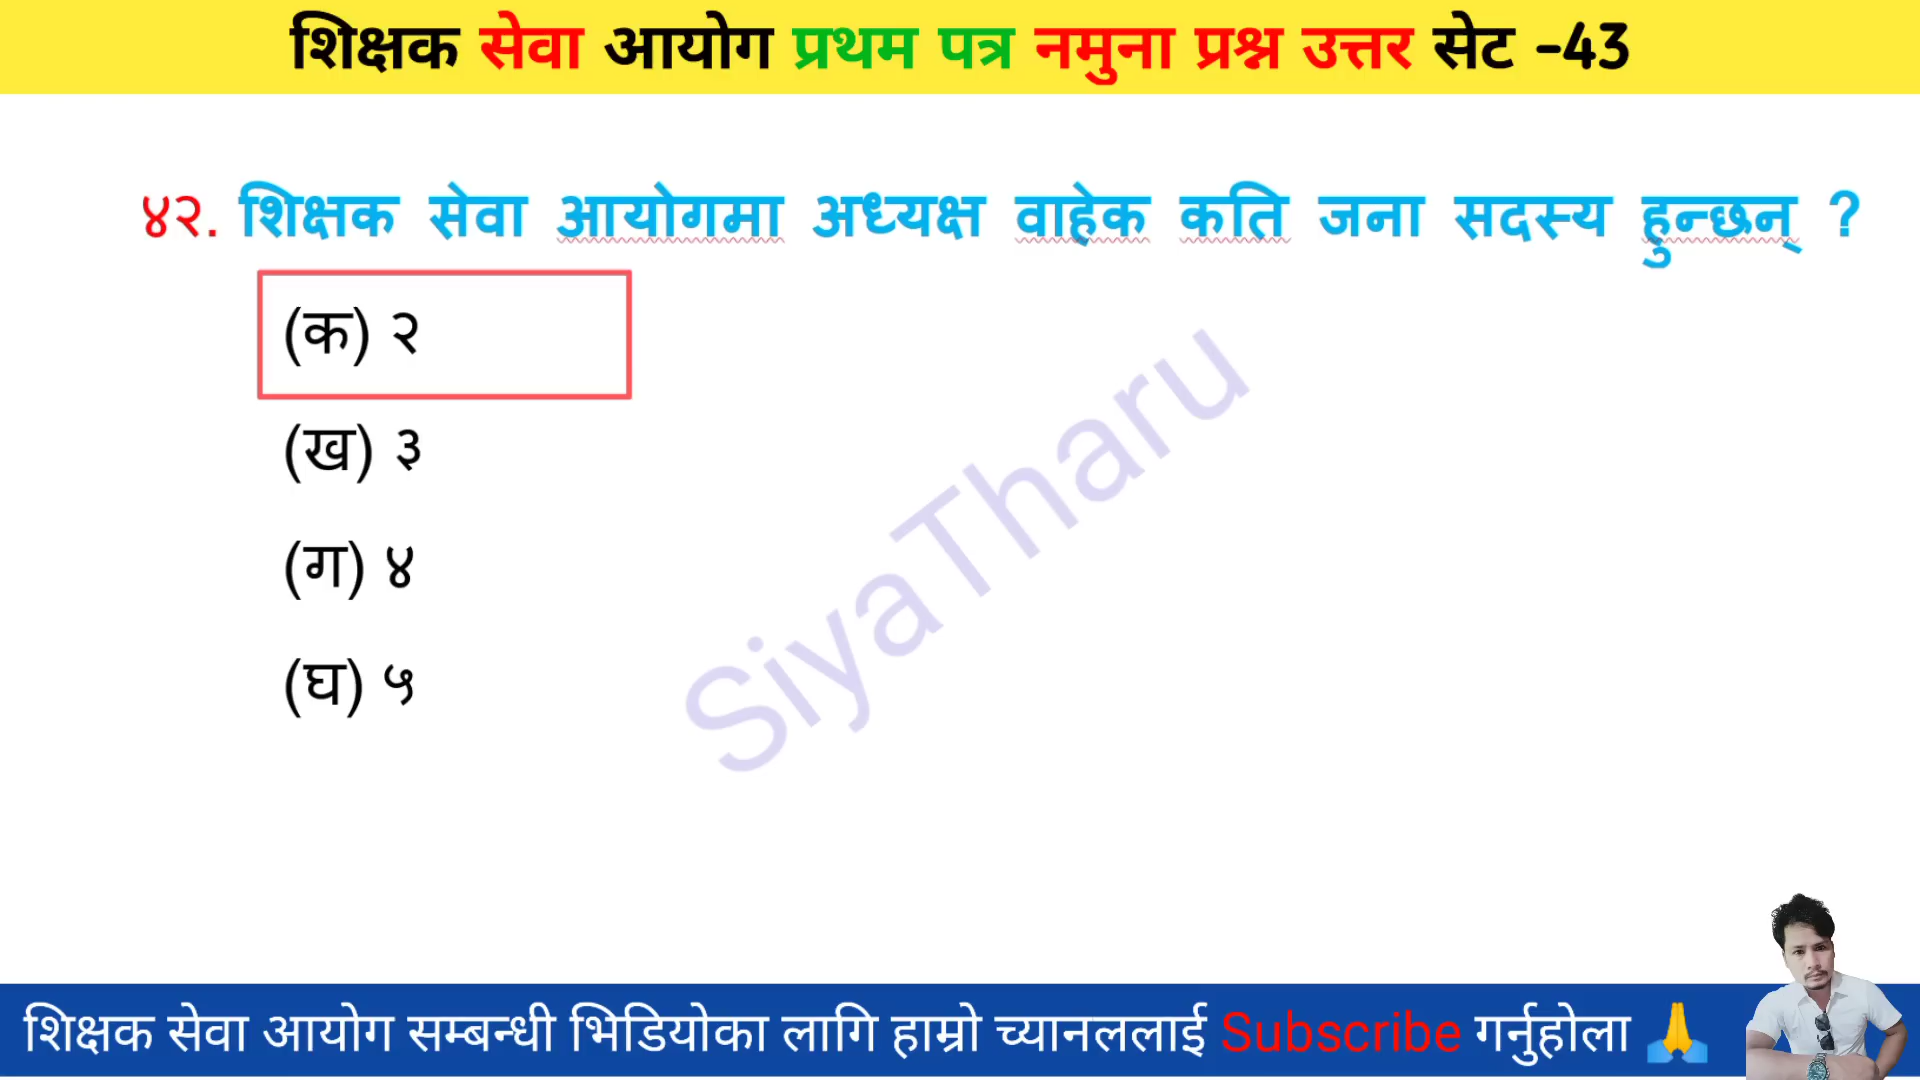 शिक्षक सेवा आयोग प्रथम पत्र नमुना प्रश्न उत्तर सेट -43
४२. शिक्षक सेवा आयोगमा अध्यक्ष वाहेक कति जना सदस्य हुन्छन् ?
(क) २
(ख) ३
(ग) ४
(घ) ५
SiyaTharu
शिक्षक सेवा आयोग सम्बन्धी भिडियोका लागि हाम्रो च्यानललाई Subscribe गर्नुहोला 🙏